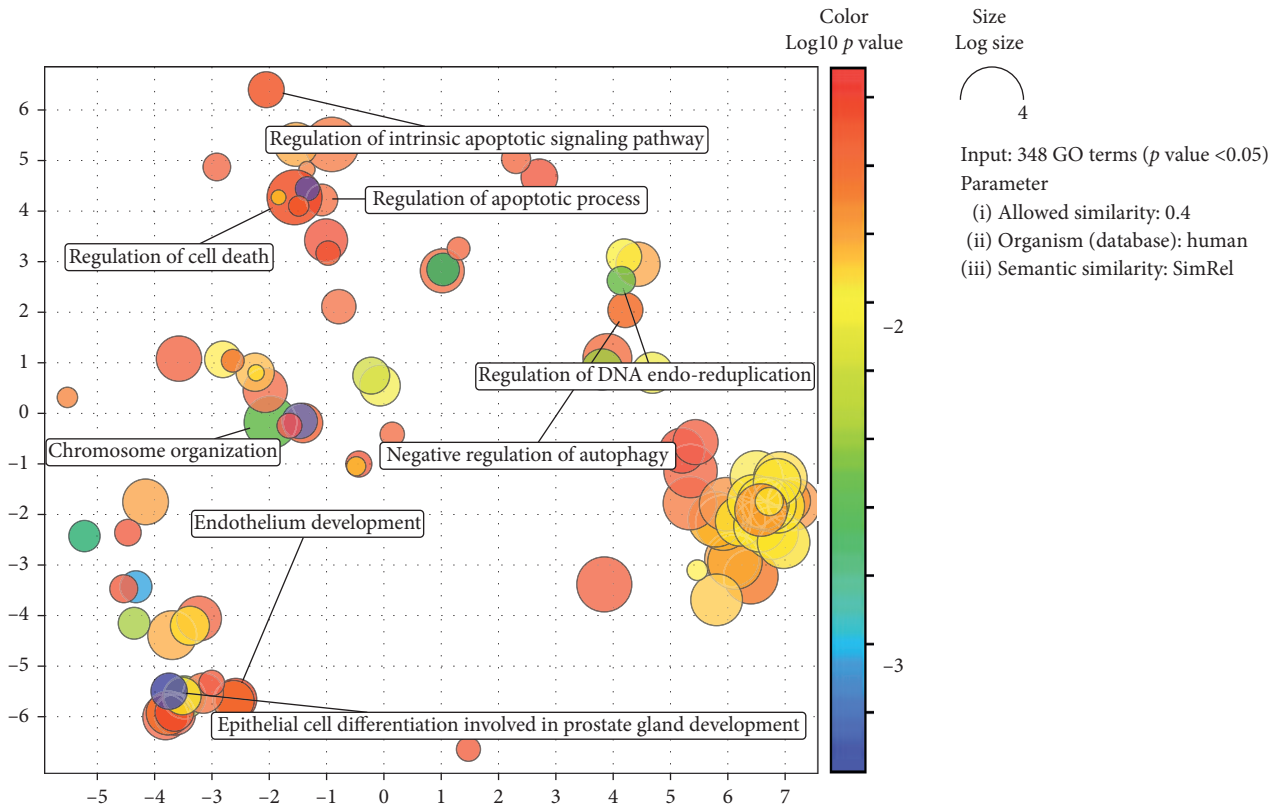 Color
Log10 p value
Size
Log size
4
Input: 348 GO terms (p value <0.05)
Parameter
(i) Allowed similarity: 0.4
(ii) Organism (database): human
(iii) Semantic similarity: SimRel
−2
−3
6
5
4
3
2
1
0
−1
−2
−3
−4
−5
−6
Regulation of intrinsic apoptotic signaling pathway
Regulation of apoptotic process
Regulation of cell death
Regulation of DNA endo-reduplication
Chromosome organization
Negative regulation of autophagy
Endothelium development
Epithelial cell differentiation involved in prostate gland development
−5 −4 −3 −2 −1 0 1 2 3 4 5 6 7